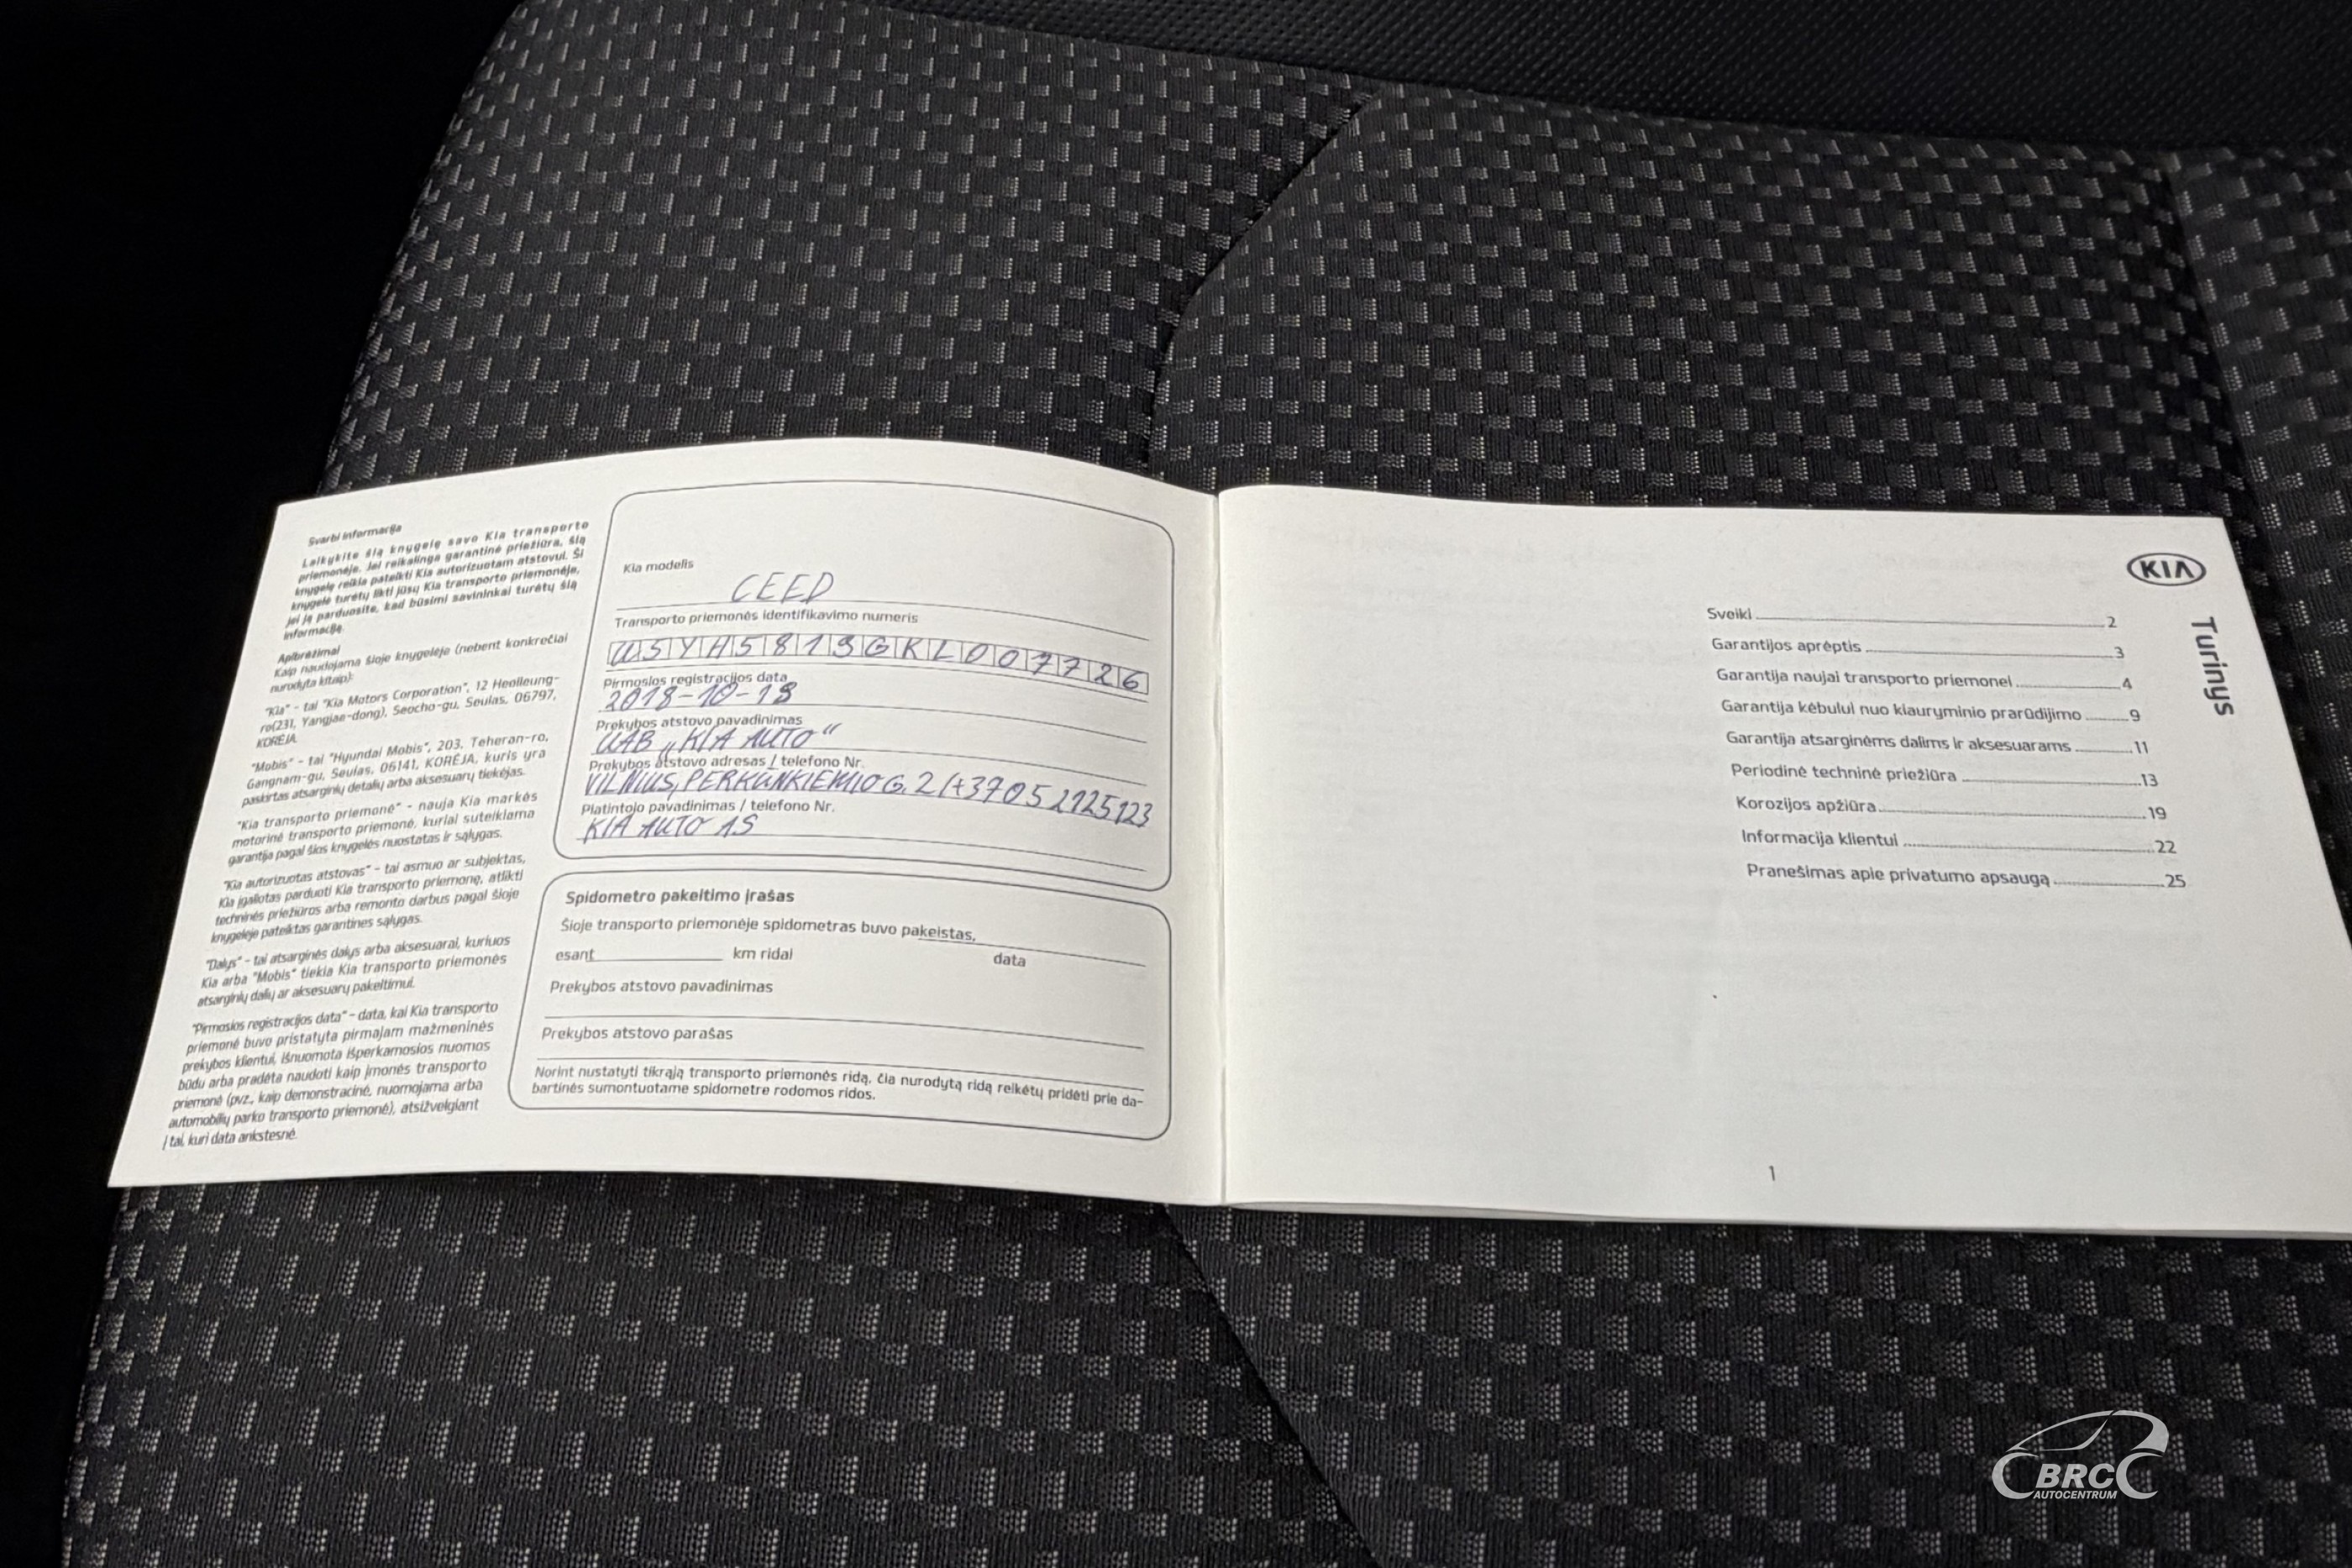 Svarbi informacija
Laikykite šią knygelę savo Kia transporto
priemonėje. Jei reikalinga garantinė priežiūra, šią
knygelę reikia pateikti Kia autorizuotam atstovui. Ši
knygelė turėtų likti jūsų Kia transporto priemonėje,
jei ją parduosite, kad būsimi savininkai turėtų šią
informaciją.
Apibrėžimai
Kaip naudojama šioje knygelėje (nebent konkrečiai
nurodyta kitaip):
"Kia" - tai "Kia Motors Corporation", 12 Heolleung-
ro(231, Yangjae-dong), Seocho-gu, Seulas, 06797,
KORĖJA.
"Mobis" - tai "Hyundai Mobis", 203, Teheran-ro,
Gangnam-gu, Seulas, 06141, KORĖJA, kuris yra
paskirtas atsarginių detalių arba aksesuarų tiekėjas.
"Kia transporto priemonė" - nauja Kia markės
motorinė transporto priemonė, kuriai suteikiama
garantija pagal šios knygelės nuostatas ir sąlygas.
"Kia autorizuotas atstovas" - tai asmuo ar subjektas,
Kia įgaliotas parduoti Kia transporto priemonę, atlikti
techninės priežiūros arba remonto darbus pagal šioje
knygelėje pateiktas garantines sąlygas.
"Dalys" - tai atsarginės dalys arba aksesuarai, kuriuos
Kia arba "Mobis" tiekia Kia transporto priemonės
atsarginių dalių ar aksesuarų pakeitimui.
"Pirmosios registracijos data" - data, kai Kia transporto
priemonė buvo pristatyta pirmajam mažmeninės
prekybos klientui, išnuomota išperkamosios nuomos
būdu arba pradėta naudoti kaip įmonės transporto
priemonė (pvz., kaip demonstracinė, nuomojama arba
automobilių parko transporto priemonė), atsižvelgiant
į tai, kuri data ankstesnė.
Kia modelis
CEED
Transporto priemonės identifikavimo numeris
U5YH5813GKL007726
Pirmosios registracijos data
2018-10-18
Prekybos atstovo pavadinimas
UAB „KIA AUTO“
Prekybos atstovo adresas / telefono Nr.
VILNIUS, PERKŪNKIEMIO G. 2 /+370 5 2125123
Platintojo pavadinimas / telefono Nr.
KIA AUTO AS
Spidometro pakeitimo įrašas
Šioje transporto priemonėje spidometras buvo pakeistas,
esant km ridai data
Prekybos atstovo pavadinimas
Prekybos atstovo parašas
Norint nustatyti tikrąją transporto priemonės ridą, čia nurodytą ridą reikėtų pridėti prie da-
bartinės sumontuotame spidometre rodomos ridos.
KIA
Turinys
Sveiki 2
Garantijos aprėptis 3
Garantija naujai transporto priemonei 4
Garantija kėbului nuo kiauryminio prarūdijimo 9
Garantija atsarginėms dalims ir aksesuarams 11
Periodinė techninė priežiūra 13
Korozijos apžiūra 19
Informacija klientui 22
Pranešimas apie privatumo apsaugą 25
1
BRC
AUTOCENTRUM